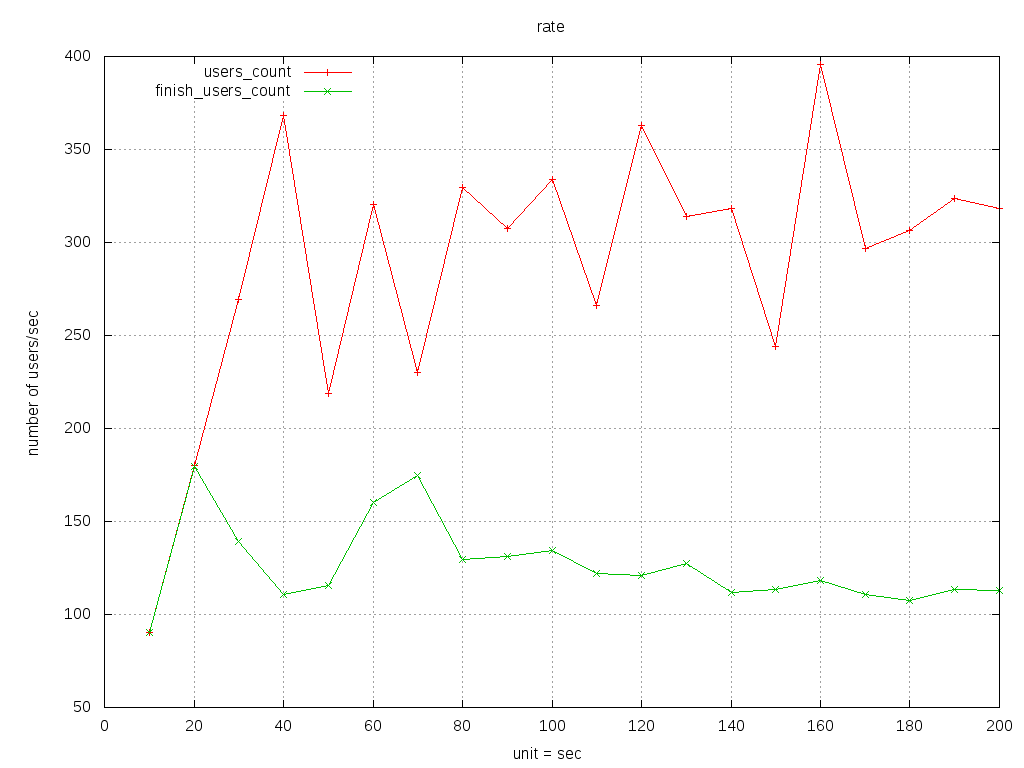 rate
users_count
finish_users_count
400
350
300
250
200
150
100
50
number of users/sec
0 20 40 60 80 100 120 140 160 180 200
unit = sec